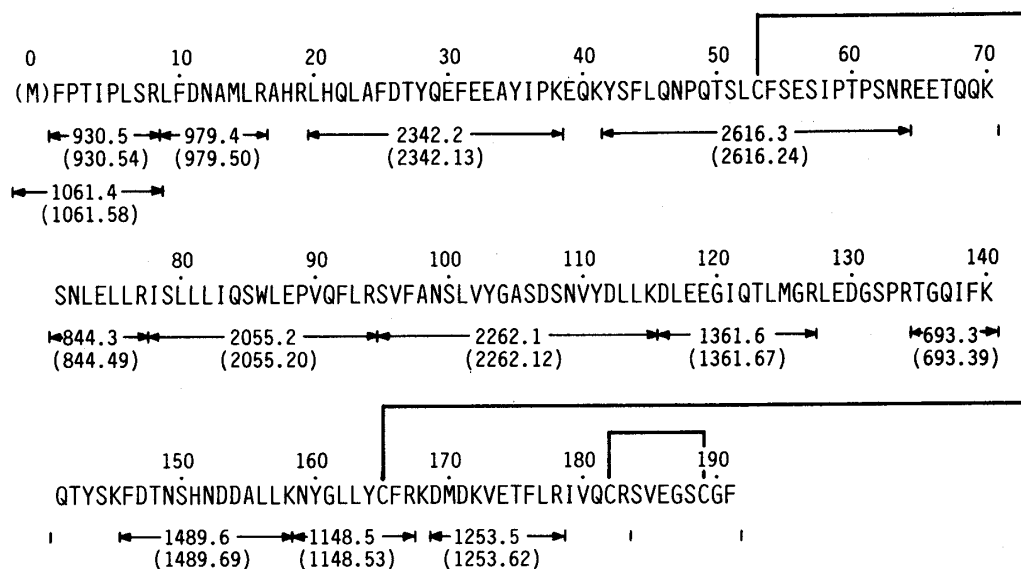 0 10 20 30 40 50 60 70
(M)FPTIPLSRLFDNAMLRAHRLHQLAFDTYQEFEEAYIPKEQKYSFLQNPQTSLCFSESIPTPSNREETQQK
930.5 979.4 2342.2 2616.3
(930.54) (979.50) (2342.13) (2616.24)
1061.4
(1061.58)
80 90 100 110 120 130 140
SNLELLRISLLLIQSWLEPVQFLRSVFANSLVYGASDSNVYDLLKDLEEGIQTLMGRLEDGSPRTGQIFK
844.3 2055.2 2262.1 1361.6 693.3
(844.49) (2055.20) (2262.12) (1361.67) (693.39)
150 160 170 180 190
QTYSKFDTNSHNDDALLKNYGLLYCFRKDMDKVETFLRIVQCRSVEGSCGF
1489.6 1148.5 1253.5
(1489.69) (1148.53) (1253.62)